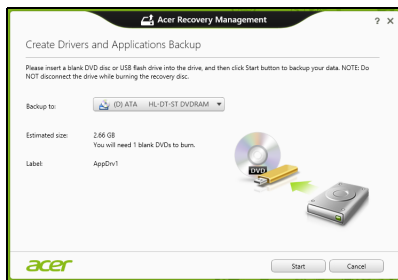 Acer Recovery Management
? ×
Create Drivers and Applications Backup
Please insert a blank DVD disc or USB flash drive into the drive, and then click Start button to backup your data. NOTE: Do
NOT disconnect the drive while burning the recovery disc.
Backup to: (D) ATA HL-DT-ST DVDRAM
Estimated size: 2.66 GB
You will need 1 blank DVDs to burn.
Label: AppDrv1
DVD
acer
Start Cancel